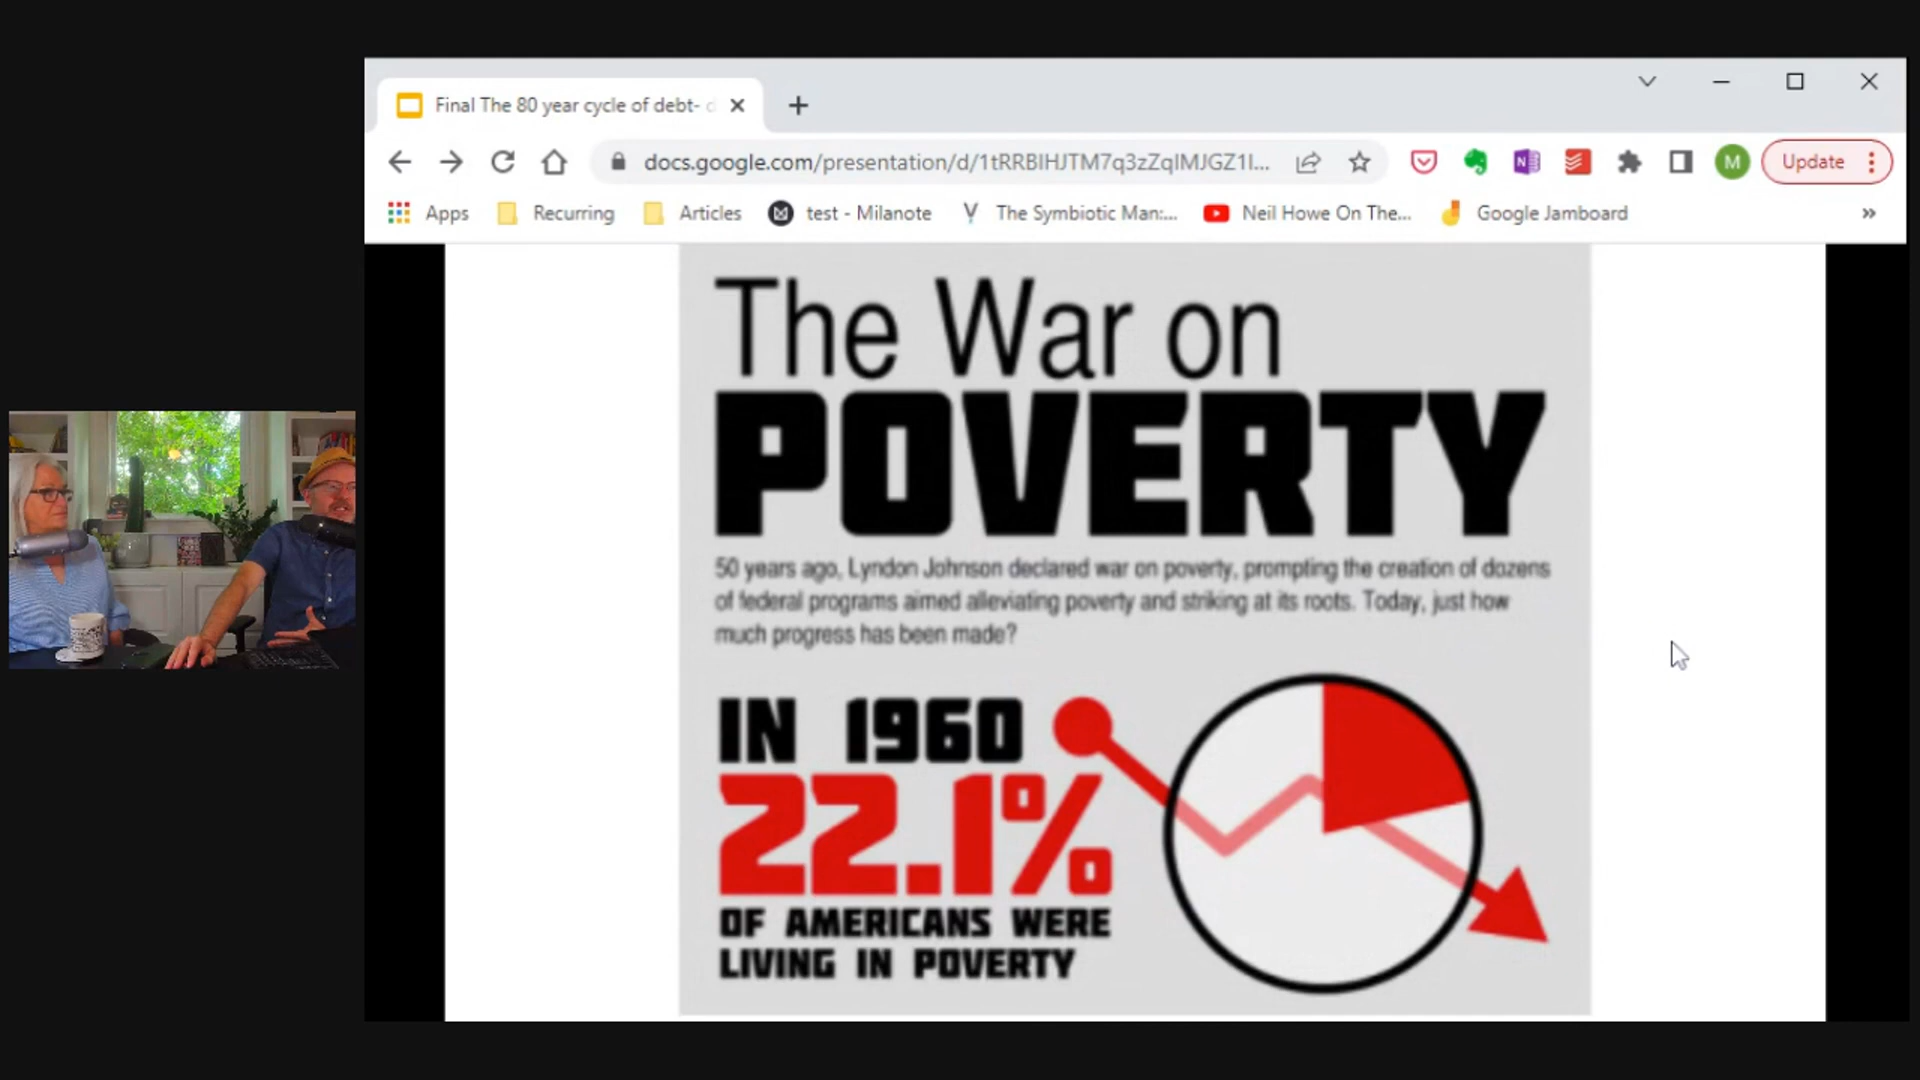 Final The 80 year cycle of debt-
docs.google.com/presentation/d/1tRRBIHJTM7q3zZqIMJGZ1I...
M
Update
Apps
Recurring
Articles
test - Milanote
The Symbiotic Man:...
Neil Howe On The...
Google Jamboard
The War on
POVERTY
50 years ago, Lyndon Johnson declared war on poverty, prompting the creation of dozens
of federal programs aimed alleviating poverty and striking at its roots. Today, just how
much progress has been made?
IN 1960
22.1%
OF AMERICANS WERE
LIVING IN POVERTY